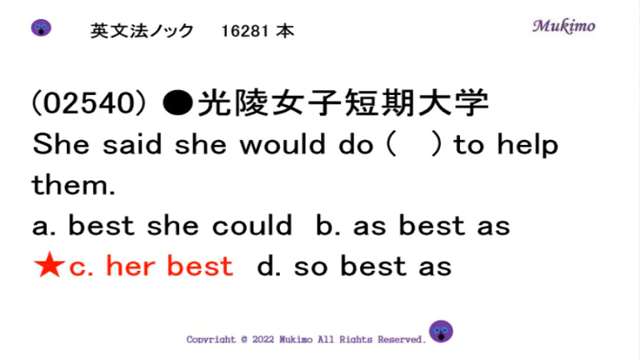 英文法ノック 16281 本
Mukimo
(02540) ●光陵女子短期大学
She said she would do ( ) to help
them.
a. best she could b. as best as
★c. her best d. so best as
Copyright @ 2022 Mukimo All Rights Reserved.